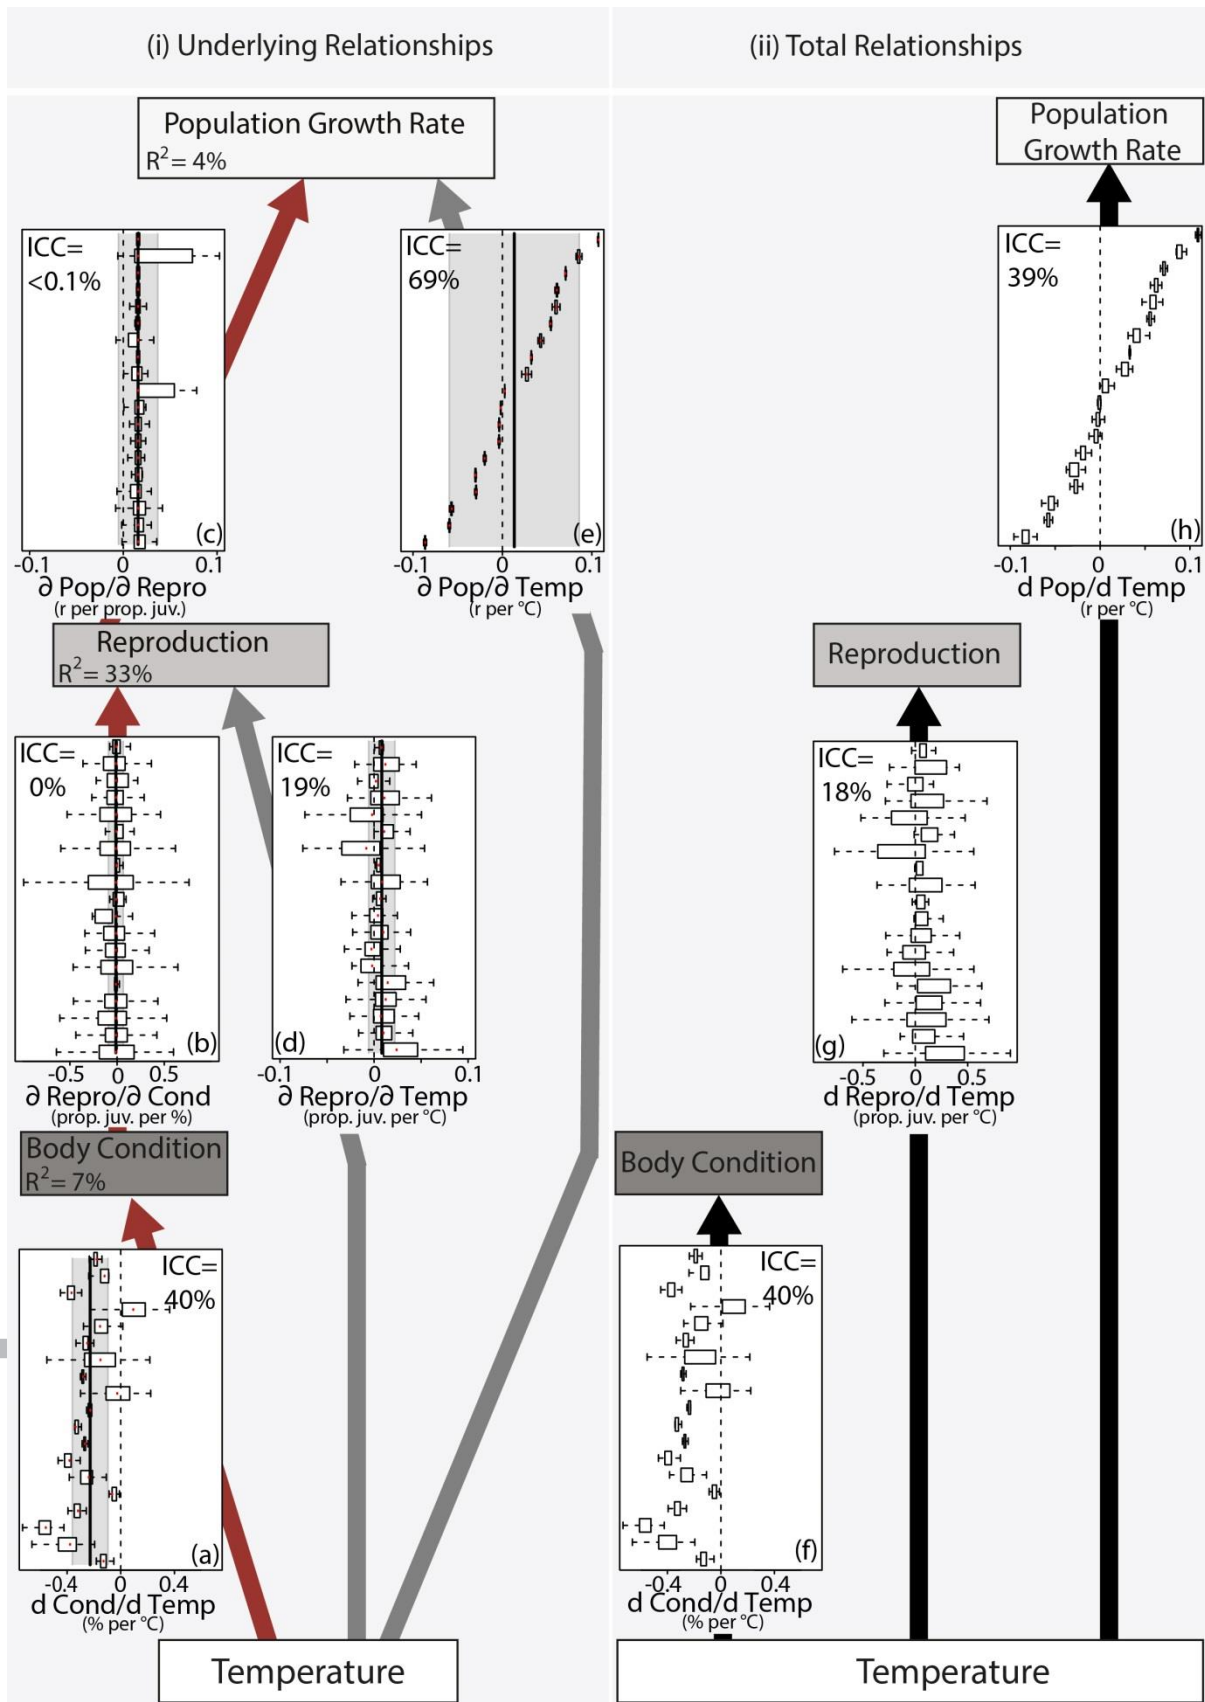 (i) Underlying Relationships
(ii) Total Relationships
Population Growth Rate
R²= 4%
Population
Growth Rate
ICC=
<0.1%
(c)
-0.1 0 0.1
∂ Pop/∂ Repro
(r per prop. juv.)
ICC=
69%
(e)
-0.1 0 0.1
∂ Pop/∂ Temp
(r per °C)
ICC=
39%
(h)
-0.1 0 0.1
d Pop/d Temp
(r per °C)
Reproduction
R²= 33%
Reproduction
ICC=
0%
(b)
-0.5 0 0.5
∂ Repro/∂ Cond
(prop. juv. per %)
ICC=
19%
(d)
-0.1 0 0.1
∂ Repro/∂ Temp
(prop. juv. per °C)
ICC=
18%
(g)
-0.5 0 0.5
d Repro/d Temp
(prop. juv. per °C)
Body Condition
R²= 7%
Body Condition
ICC=
40%
(a)
-0.4 0 0.4
d Cond/d Temp
(% per °C)
ICC=
40%
(f)
-0.4 0 0.4
d Cond/d Temp
(% per °C)
Temperature
Temperature